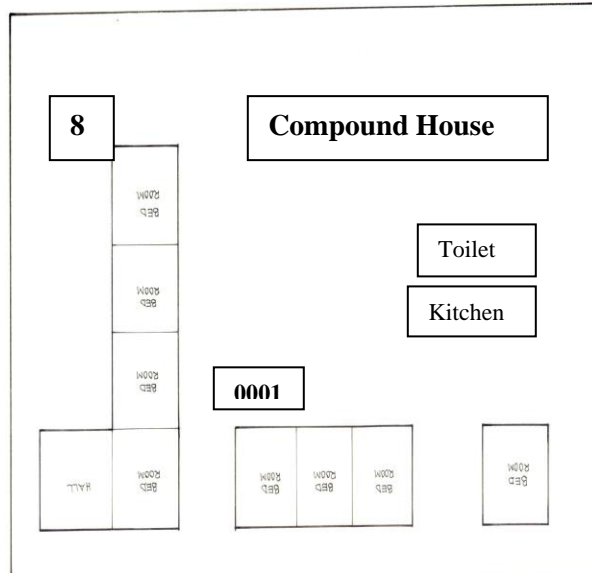 8
Compound House
BED
ROOM
Toilet
BED
ROOM
Kitchen
BED
ROOM
0001
HALL
BED
ROOM
BED
ROOM
BED
ROOM
BED
ROOM
BED
ROOM